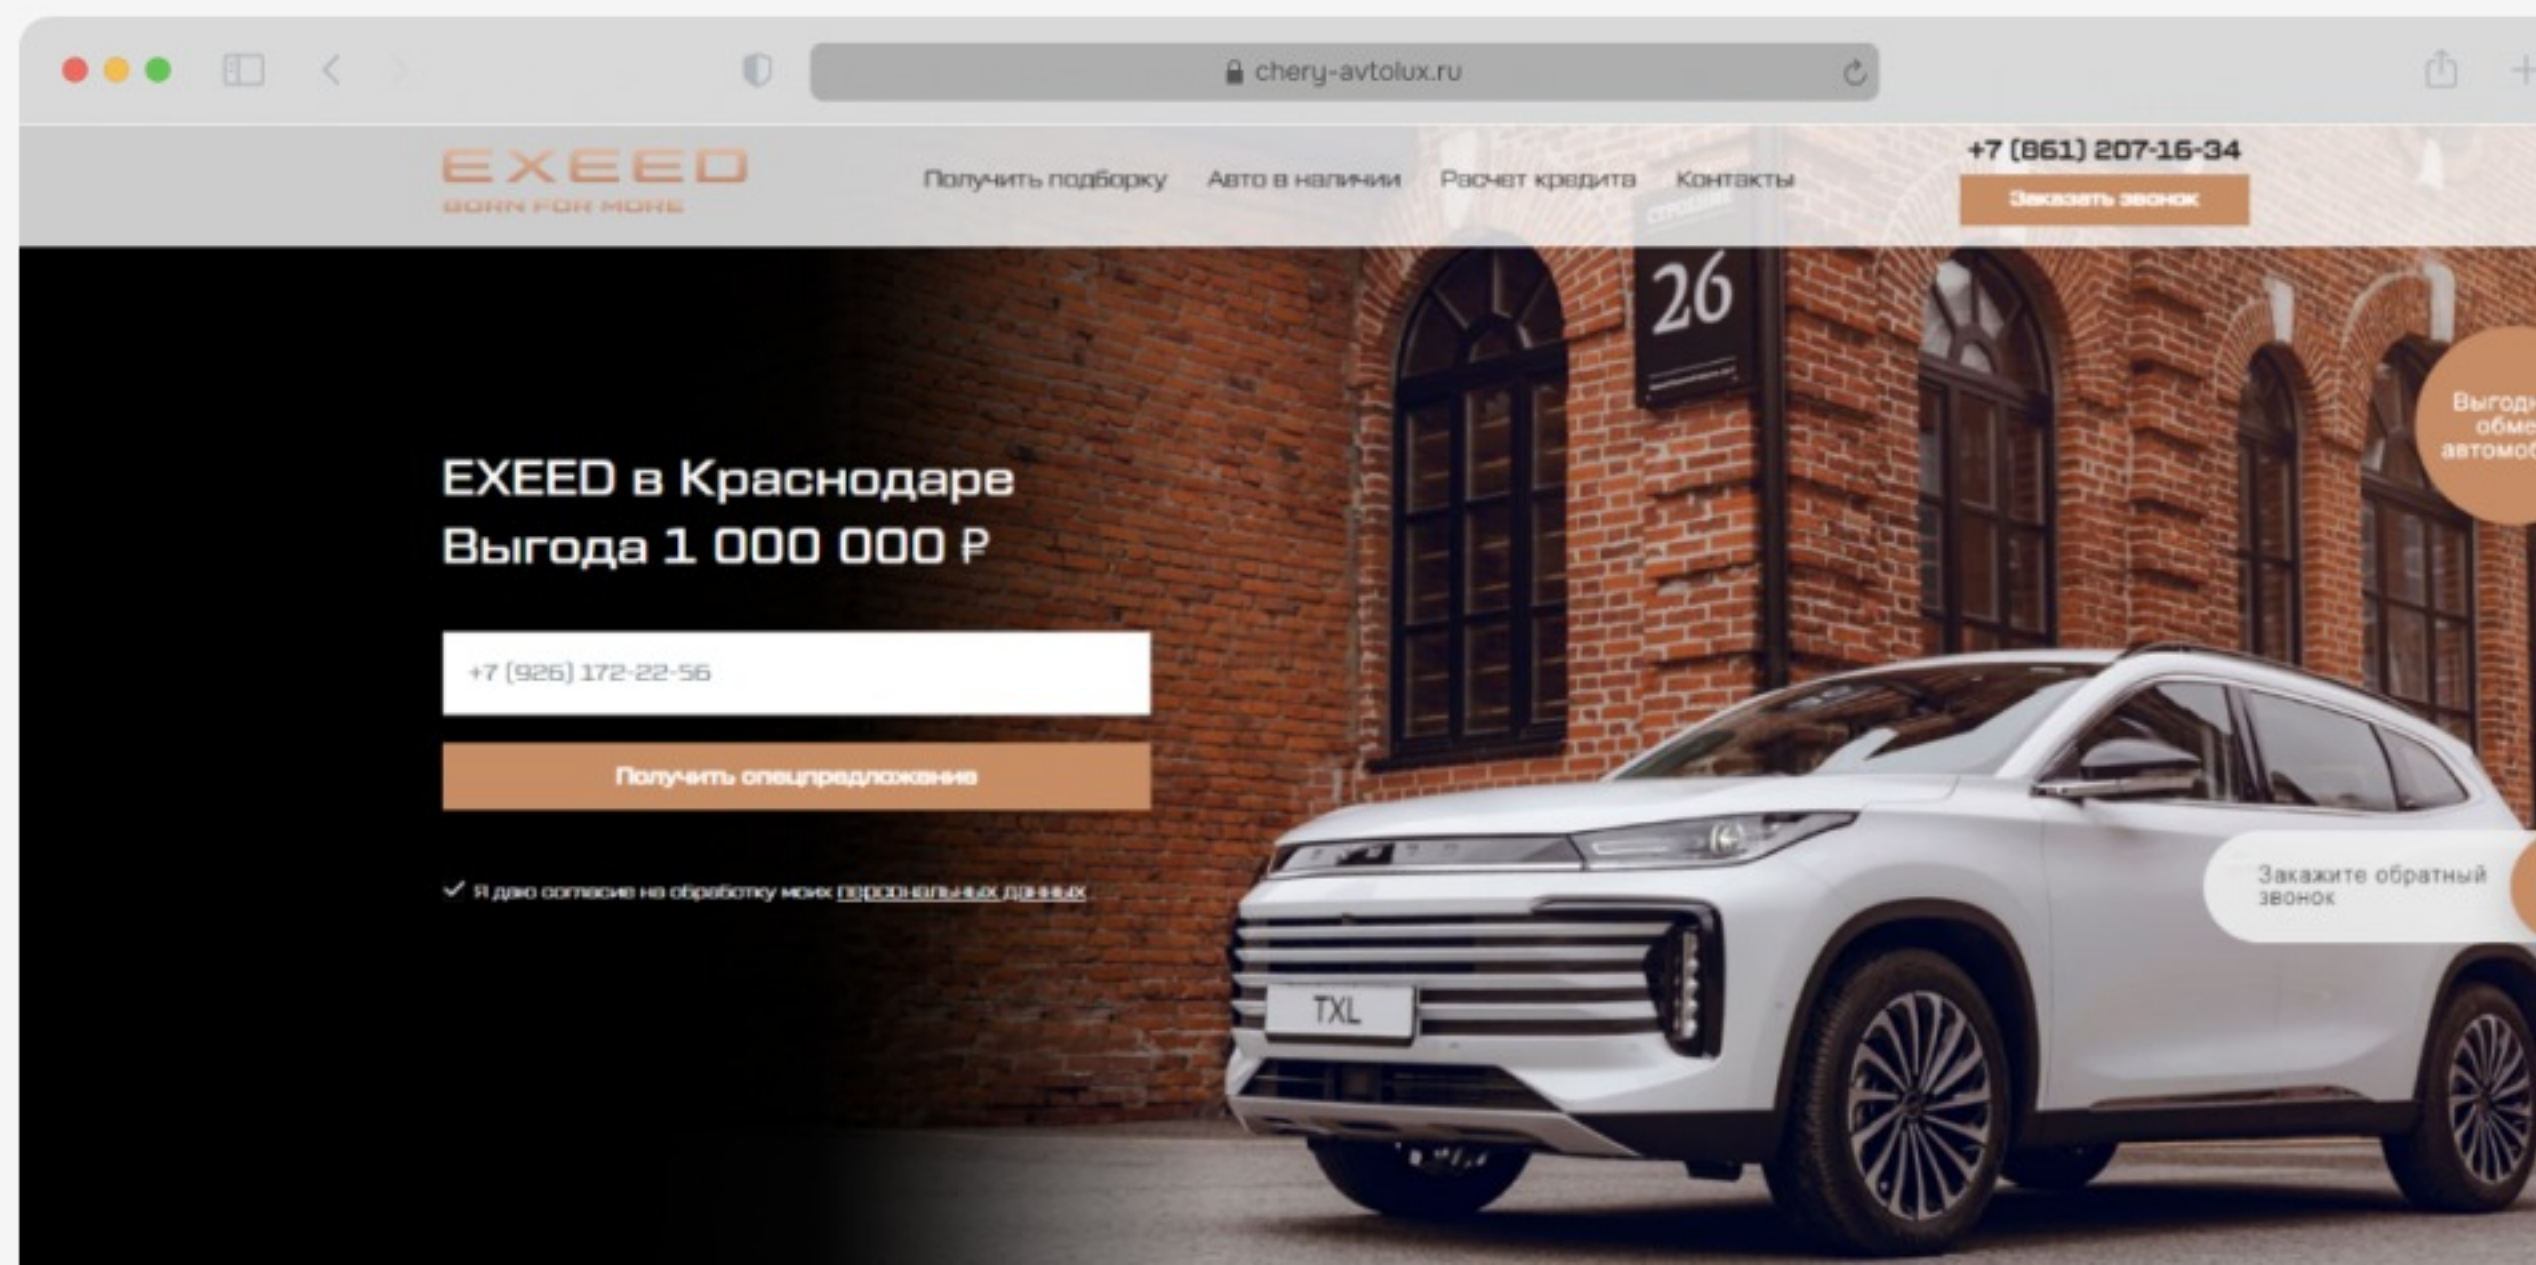 chery-avtolux.ru
EXEED
BORN FOR MORE
Получить подборку
Авто в наличии
Расчет кредита
Контакты
+7 (861) 207-16-34
Заказать звонок
26
EXEED в Краснодаре
Выгода 1 000 000 ₽
+7 (926) 172-22-56
Получить спецпредложение
Я даю согласие на обработку моих персональных данных
Закажите обратный
звонок
TXL